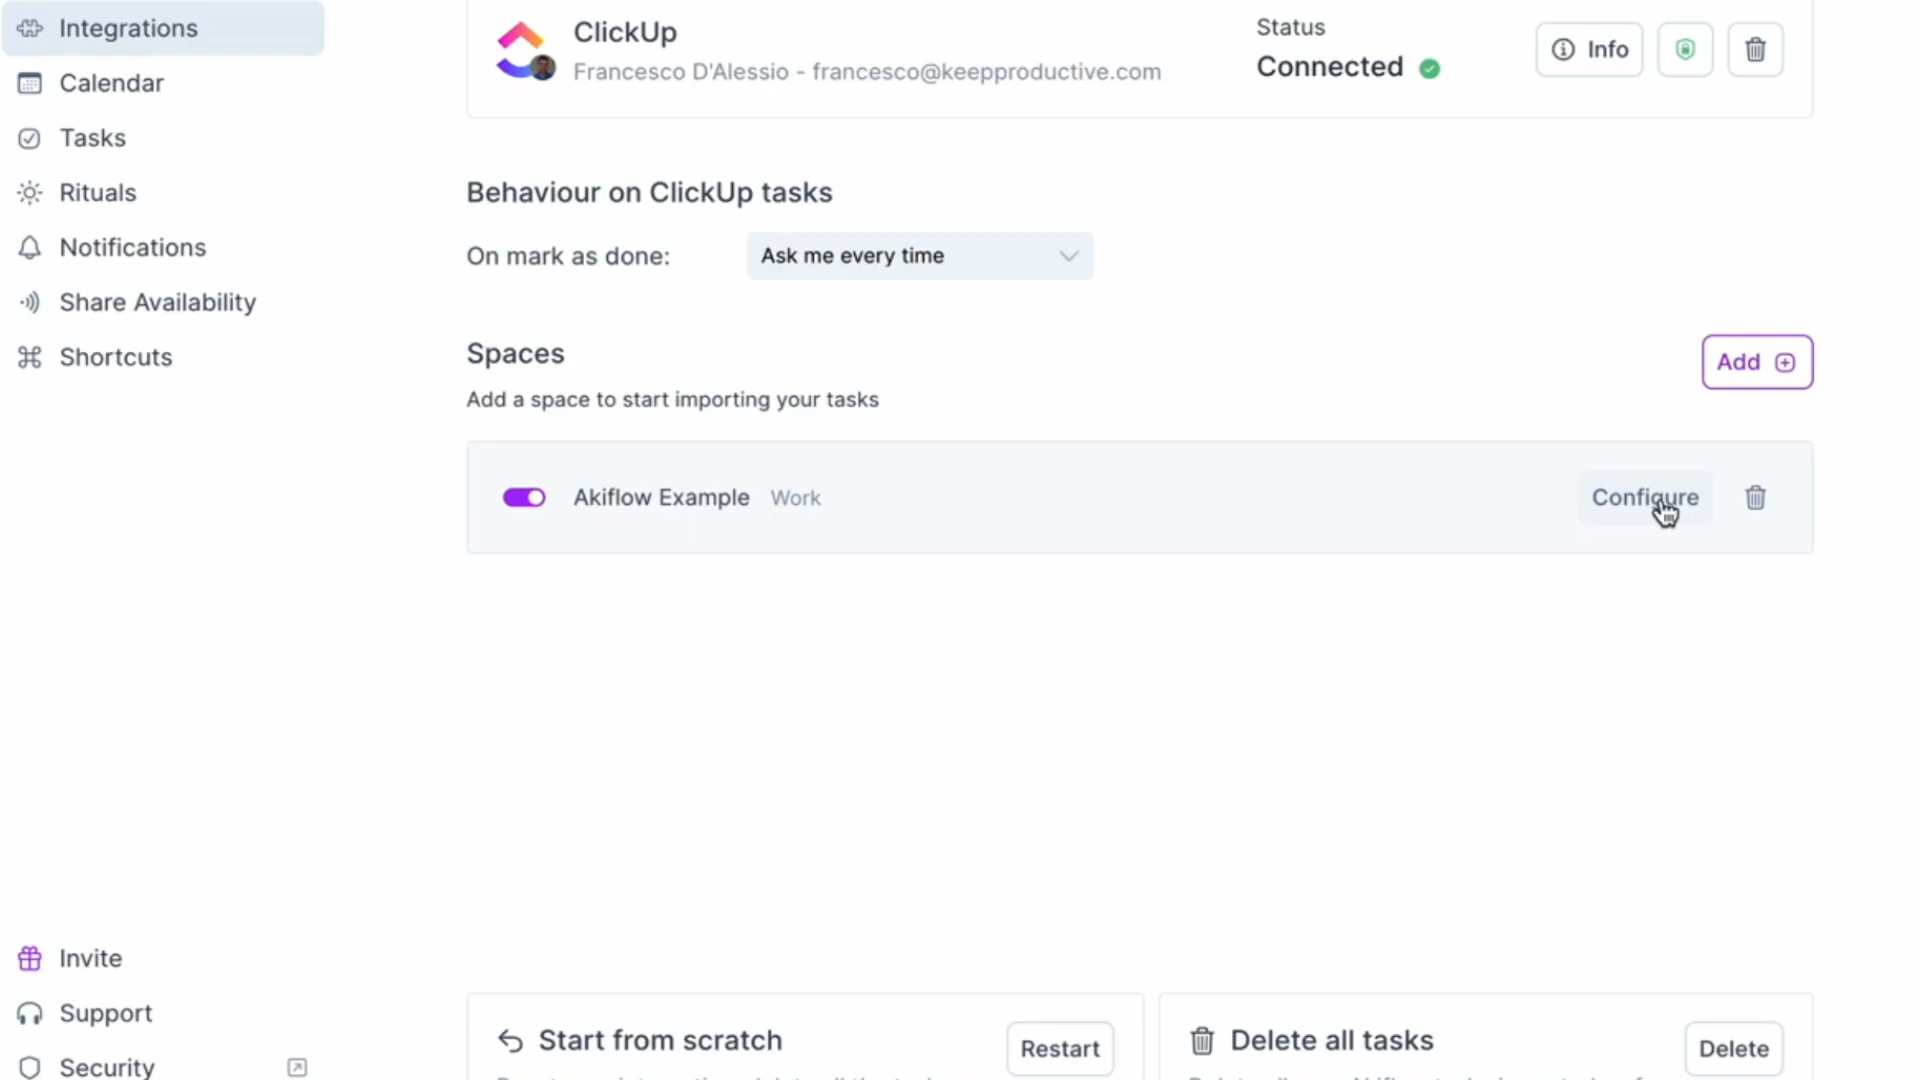 Integrations
Calendar
Tasks
Rituals
Notifications
Share Availability
Shortcuts
Invite
Support
Security
ClickUp
Francesco D'Alessio - francesco@keepproductive.com
Status
Connected
Info
Behaviour on ClickUp tasks
On mark as done:
Ask me every time
Spaces
Add
Add a space to start importing your tasks
Akiflow Example Work
Configure
Start from scratch
Restart
Delete all tasks
Delete